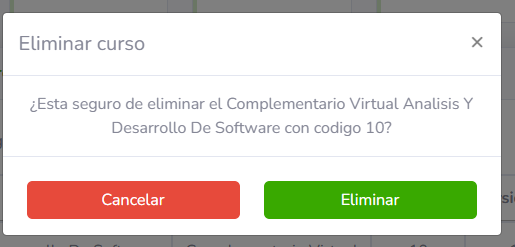 Eliminar curso
×
¿Esta seguro de eliminar el Complementario Virtual Analisis Y
Desarrollo De Software con codigo 10?
Cancelar
Eliminar